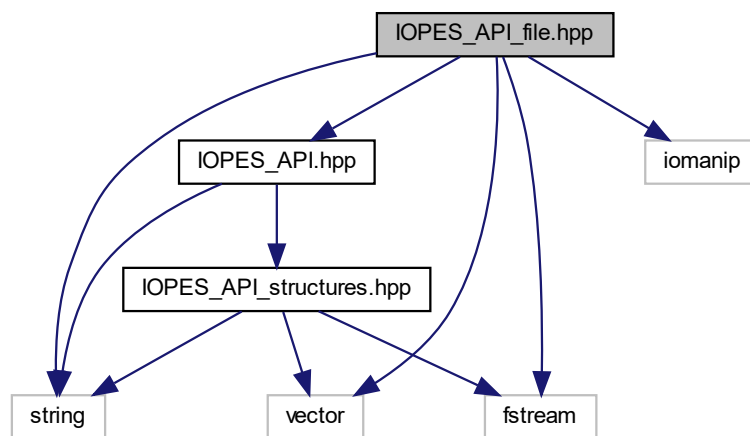 IOPES_API_file.hpp
IOPES_API.hpp
iomanip
IOPES_API_structures.hpp
string
vector
fstream